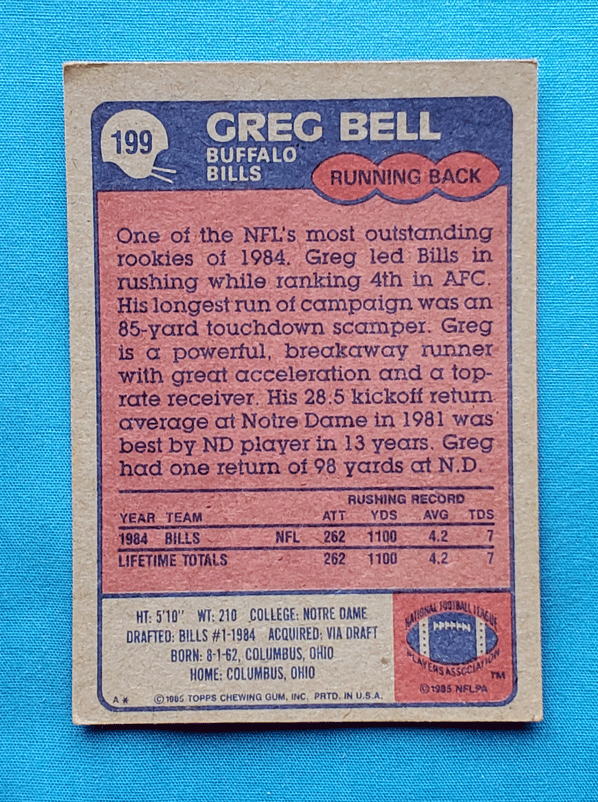 199
GREG BELL
BUFFALO
BILLS
RUNNING BACK
One of the NFL's most outstanding
rookies of 1984. Greg led Bills in
rushing while ranking 4th in AFC.
His longest run of campaign was an
85-yard touchdown scamper. Greg
is a powerful, breakaway runner
with great acceleration and a top-
rate receiver. His 28.5 kickoff return
average at Notre Dame in 1981 was
best by ND player in 13 years. Greg
had one return of 98 yards at N.D.
RUSHING RECORD
YEAR TEAM ATT YDS AVG TDS
1984 BILLS NFL 262 1100 4.2 7
LIFETIME TOTALS 262 1100 4.2 7
HT: 5'10" WT: 210 COLLEGE: NOTRE DAME
DRAFTED: BILLS #1-1984 ACQUIRED: VIA DRAFT
BORN: 8-1-62, COLUMBUS, OHIO
HOME: COLUMBUS, OHIO
A* ©1985 TOPPS CHEWING GUM, INC. PRTD. IN U.S.A.
NATIONAL FOOTBALL LEAGUE
PLAYERS ASSOCIATION
TM
©1985 NFLPA